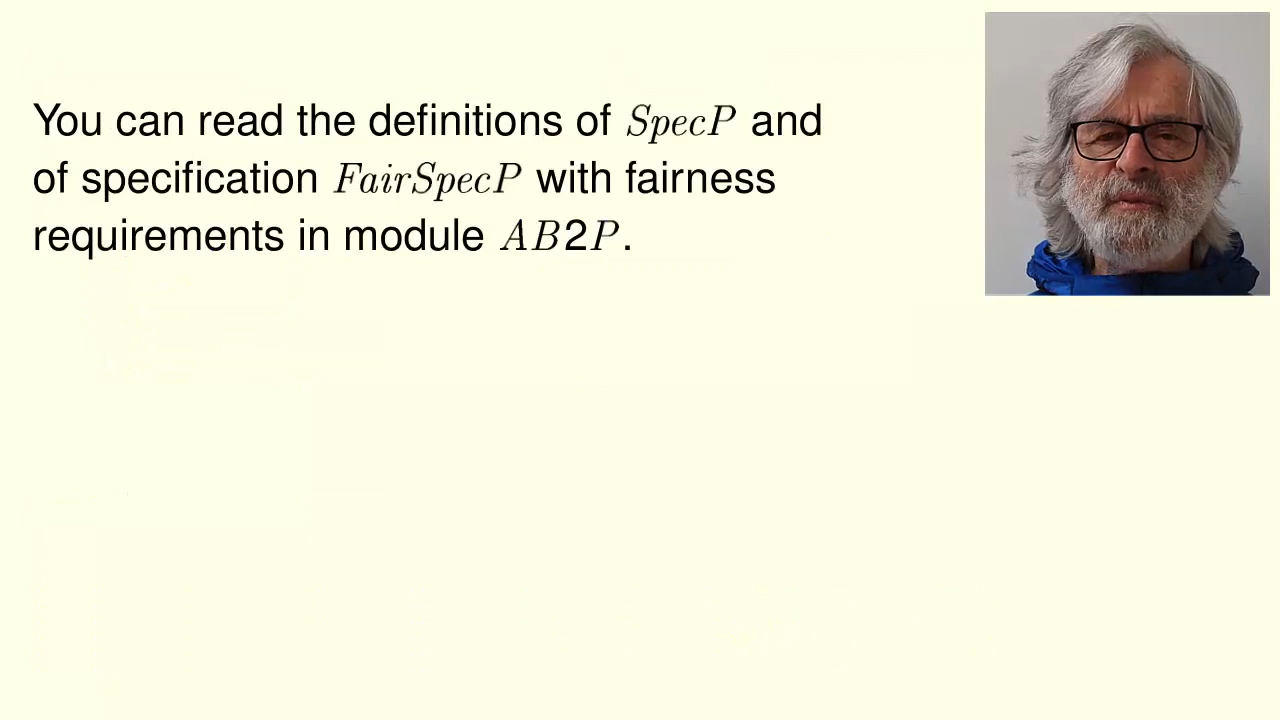 You can read the definitions of SpecP and
of specification FairSpecP with fairness
requirements in module AB2P.